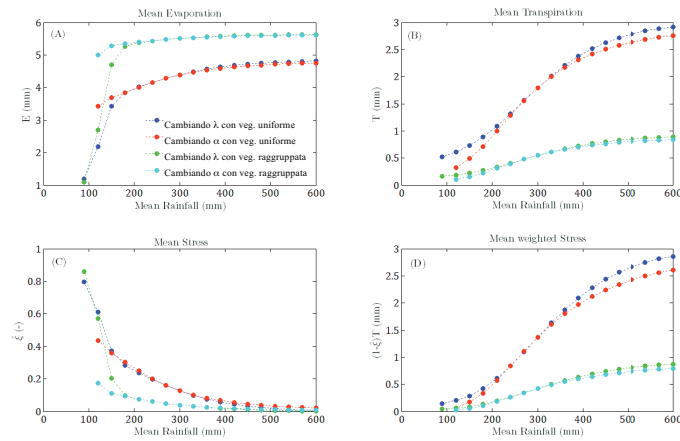 Mean Evaporation
(A)
E (mm)
6
5
4
3
2
1
Cambiando λ con veg. uniforme
Cambiando α con veg. uniforme
Cambiando λ con veg. raggruppata
Cambiando α con veg. raggruppata
0 100 200 300 400 500 600
Mean Rainfall (mm)
Mean Transpiration
(B)
T (mm)
3
2.5
2
1.5
1
0.5
0
0 100 200 300 400 500 600
Mean Rainfall (mm)
Mean Stress
(C)
ξ̂ (-)
1
0.8
0.6
0.4
0.2
0
0 100 200 300 400 500 600
Mean Rainfall (mm)
Mean weighted Stress
(D)
(1-ξ̂)T (mm)
3
2.5
2
1.5
1
0.5
0
0 100 200 300 400 500 600
Mean Rainfall (mm)